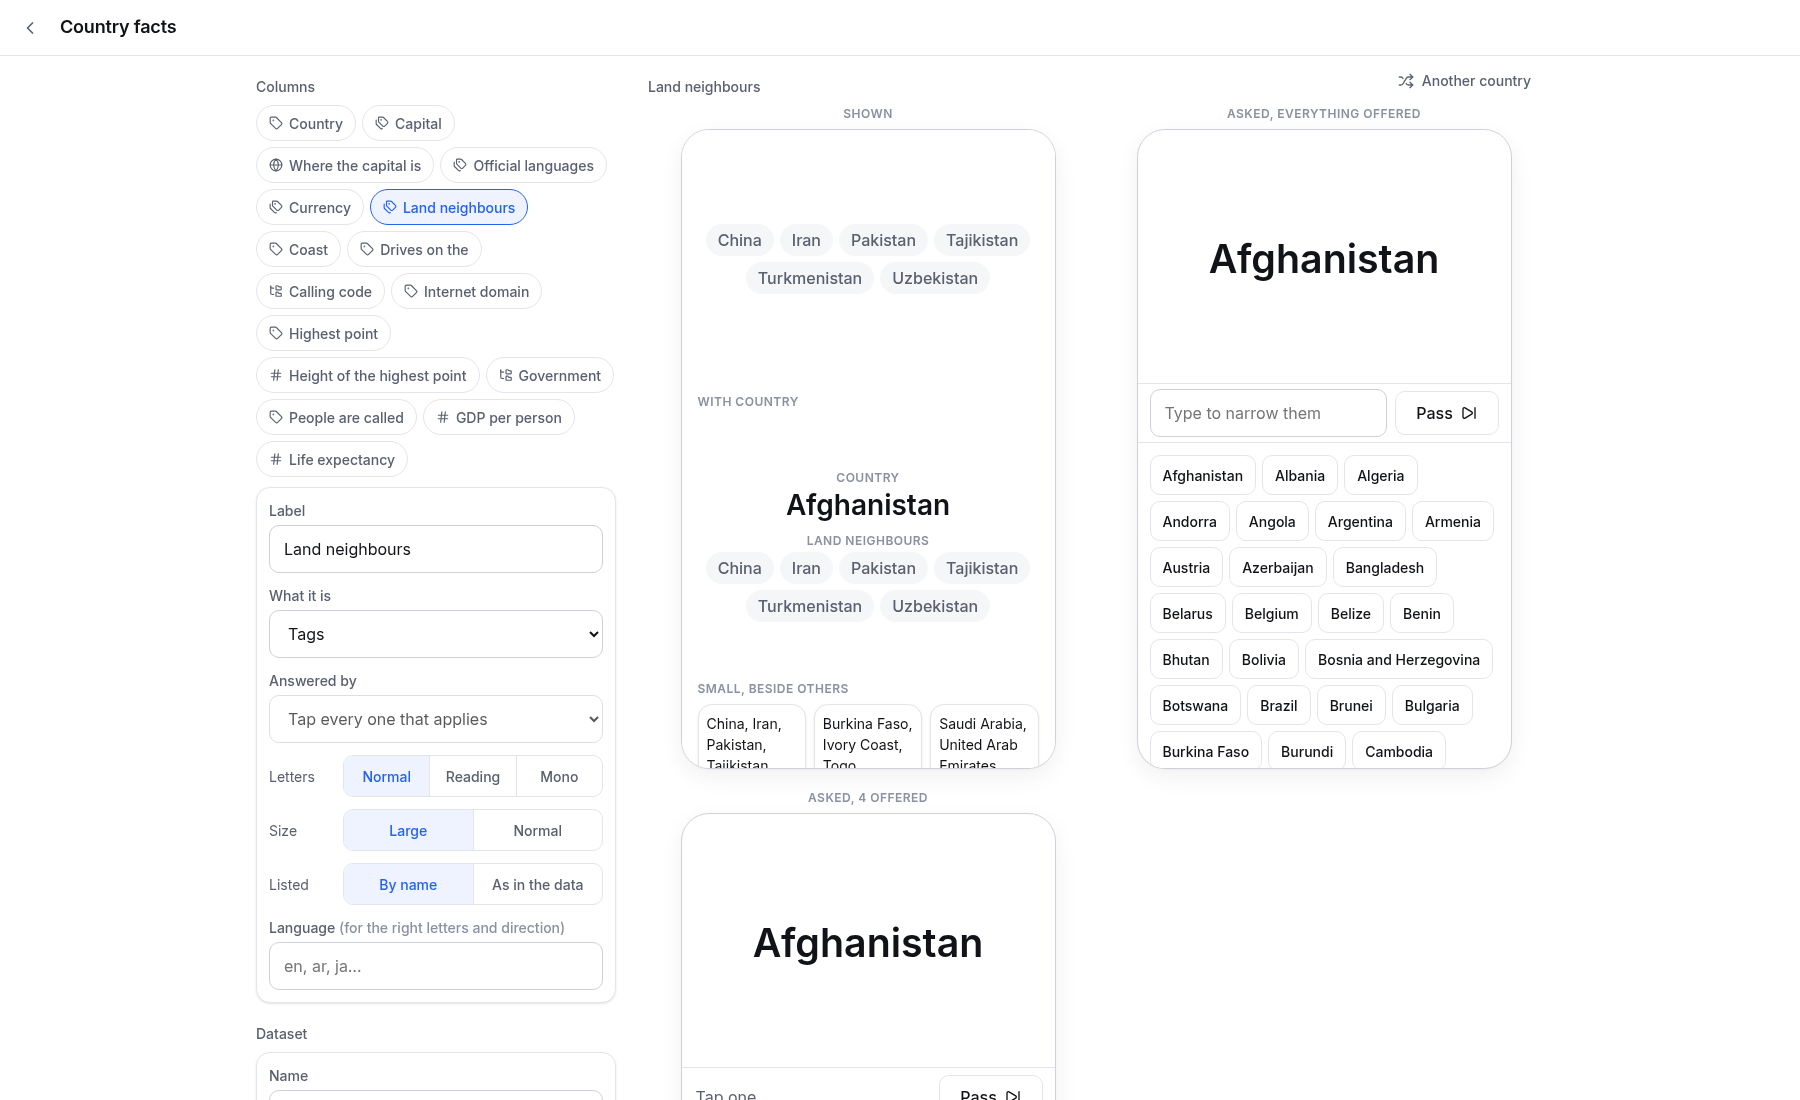 Country facts
Columns
Country
Capital
Where the capital is
Official languages
Currency
Land neighbours
Coast
Drives on the
Calling code
Internet domain
Highest point
Height of the highest point
Government
People are called
GDP per person
Life expectancy
Label
Land neighbours
What it is
Tags
Answered by
Tap every one that applies
Letters
Normal
Reading
Mono
Size
Large
Normal
Listed
By name
As in the data
Language (for the right letters and direction)
en, ar, ja...
Dataset
Name
Land neighbours
Another country
SHOWN
China
Iran
Pakistan
Tajikistan
Turkmenistan
Uzbekistan
WITH COUNTRY
COUNTRY
Afghanistan
LAND NEIGHBOURS
China
Iran
Pakistan
Tajikistan
Turkmenistan
Uzbekistan
SMALL, BESIDE OTHERS
China, Iran,
Pakistan,
Tajikistan
Burkina Faso,
Ivory Coast,
Togo
Saudi Arabia,
United Arab
Emirates
ASKED, EVERYTHING OFFERED
Afghanistan
Type to narrow them
Pass
Afghanistan
Albania
Algeria
Andorra
Angola
Argentina
Armenia
Austria
Azerbaijan
Bangladesh
Belarus
Belgium
Belize
Benin
Bhutan
Bolivia
Bosnia and Herzegovina
Botswana
Brazil
Brunei
Bulgaria
Burkina Faso
Burundi
Cambodia
ASKED, 4 OFFERED
Afghanistan
Tap one
Pass